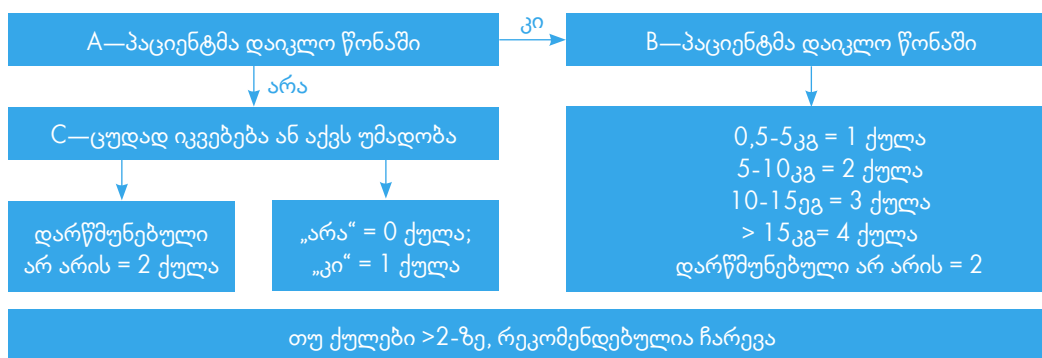 A—პაციენტმა დაიკლო წონაში
კი
B—პაციენტმა დაიკლო წონაში
არა
C—ცუდად იკვებება ან აქვს უმადობა
0,5-5კგ = 1 ქულა
5-10კგ = 2 ქულა
10-15ეგ = 3 ქულა
> 15კგ= 4 ქულა
დარწმუნებული არ არის = 2
დარწმუნებული
არ არის = 2 ქულა
„არა“ = 0 ქულა;
„კი“ = 1 ქულა
თუ ქულები >2-ზე, რეკომენდებულია ჩარევა